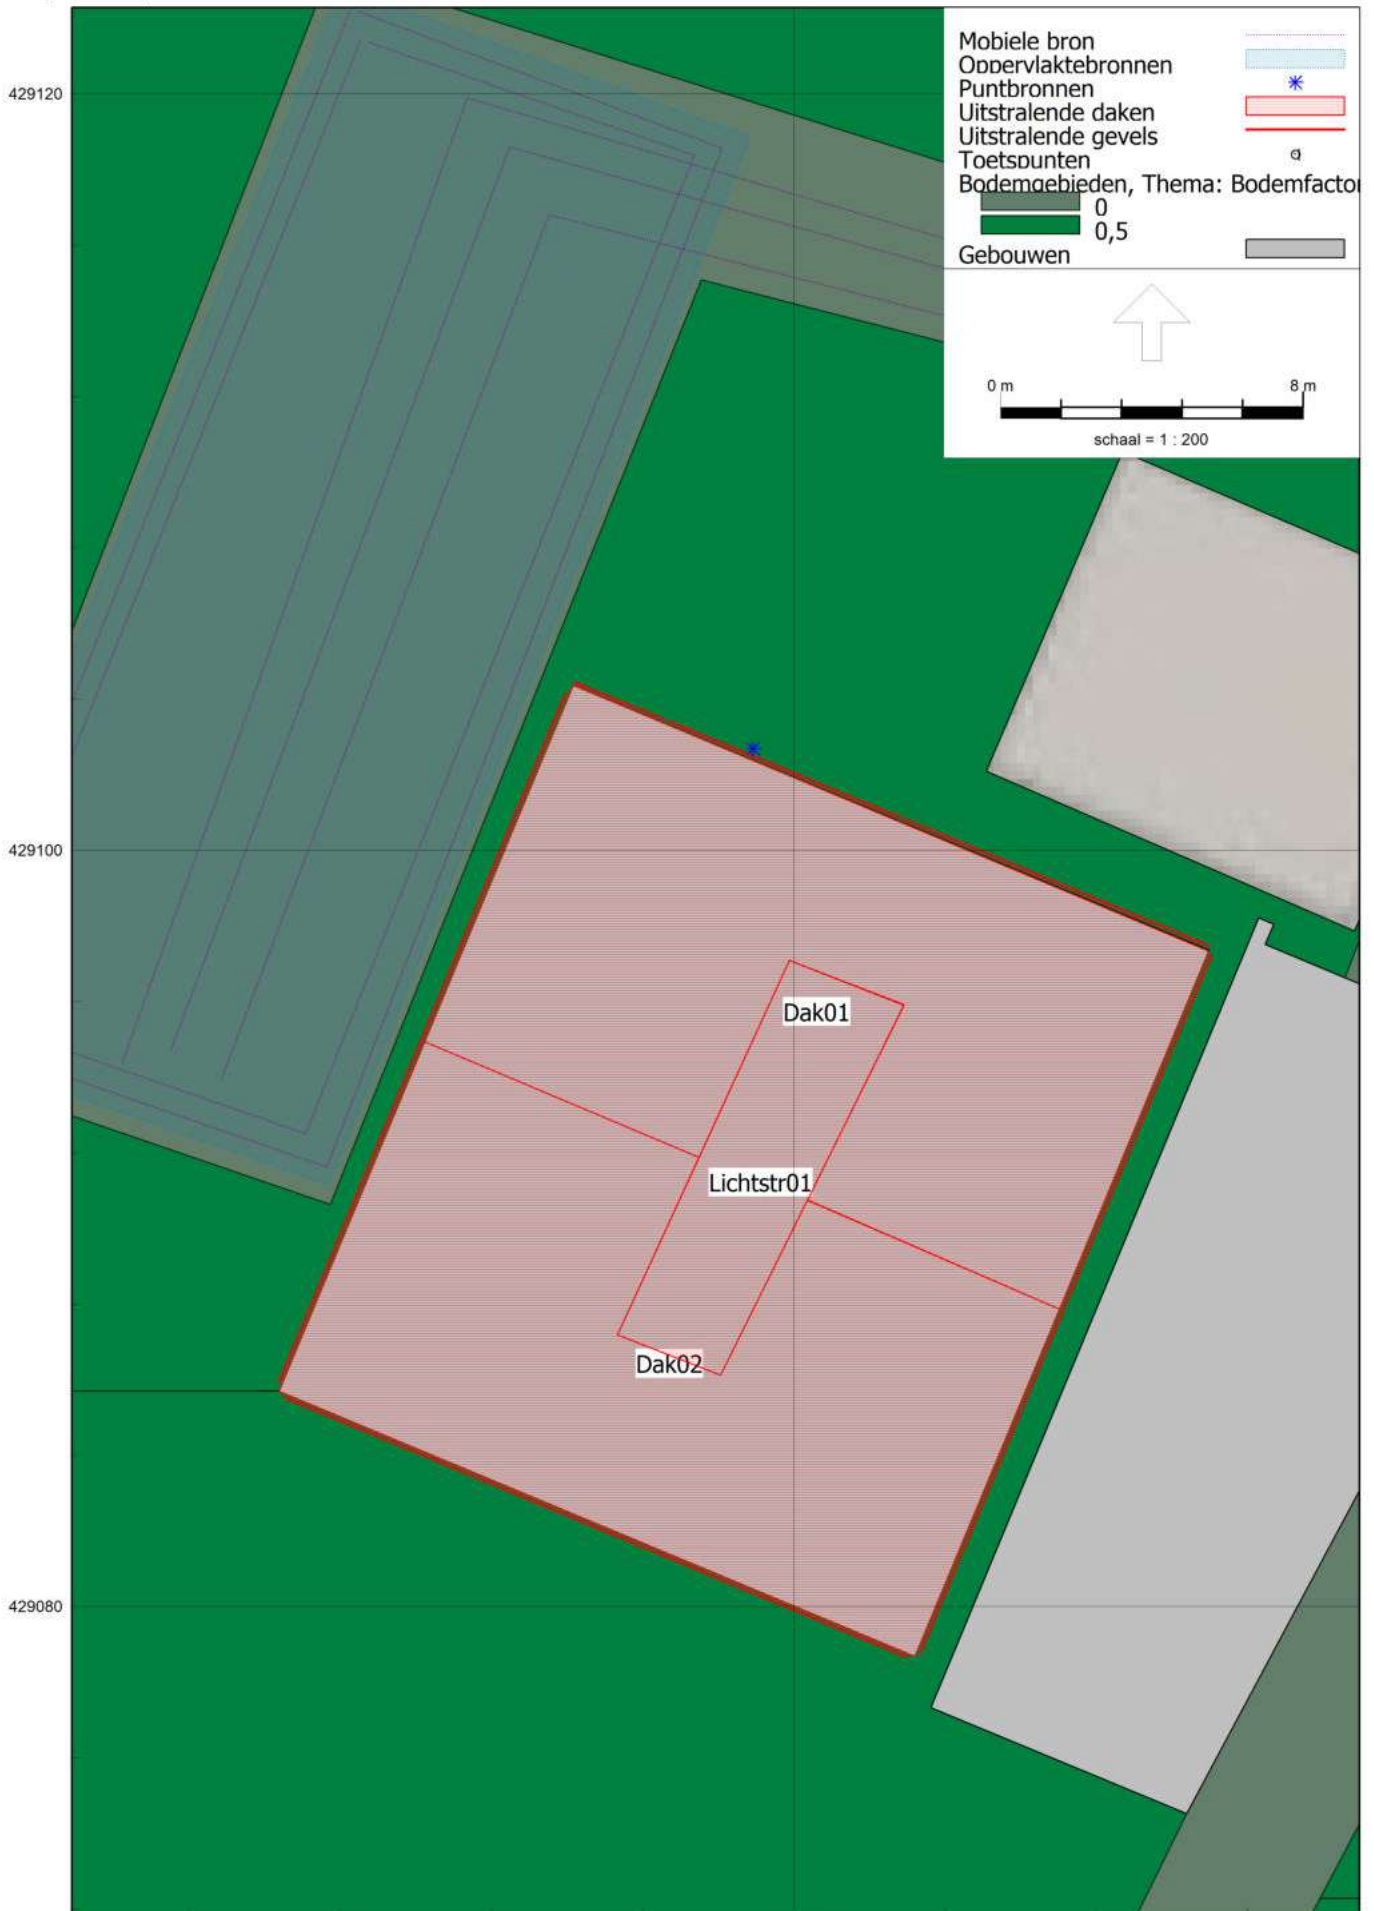 Mobiele bron
Oppervlaktebronnen
Puntbronnen
Uitstralende daken
Uitstralende gevels
Toetspunten
Bodemgebieden, Thema: Bodemfactor
0
0,5
Gebouwen
0 m 8 m
schaal = 1 : 200
429120
429100
Dak01
Lichtstr01
Dak02
429080